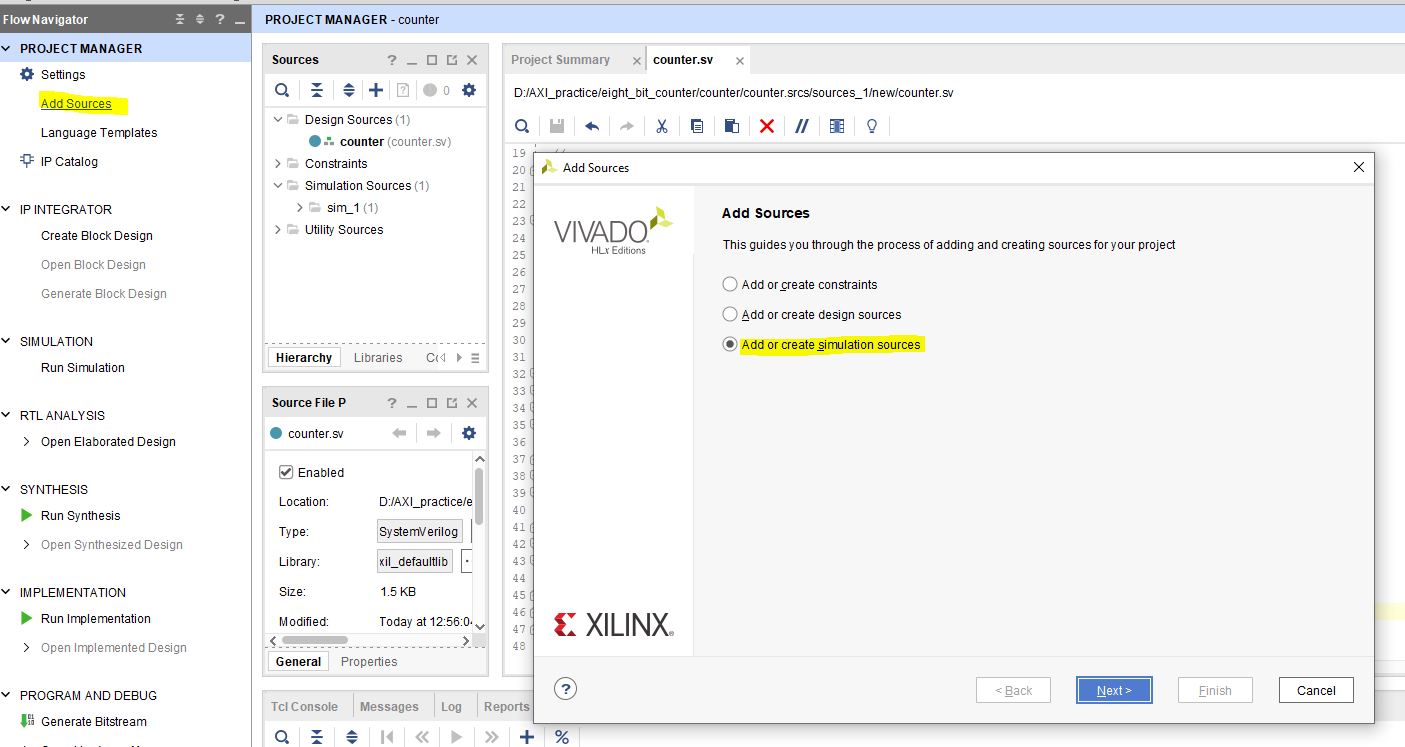 Flow Navigator
PROJECT MANAGER
Settings
Add Sources
Language Templates
IP Catalog
IP INTEGRATOR
Create Block Design
Open Block Design
Generate Block Design
SIMULATION
Run Simulation
RTL ANALYSIS
Open Elaborated Design
SYNTHESIS
Run Synthesis
Open Synthesized Design
IMPLEMENTATION
Run Implementation
Open Implemented Design
PROGRAM AND DEBUG
Generate Bitstream
PROJECT MANAGER - counter
Sources
0
Design Sources (1)
counter (counter.sv)
Constraints
Simulation Sources (1)
sim_1 (1)
Utility Sources
Hierarchy Libraries
Source File P
counter.sv
Enabled
Location: D:/AXI_practice/e
Type: SystemVerilog
Library: xil_defaultlib
Size: 1.5 KB
Modified: Today at 12:56:04
General Properties
Tcl Console Messages Log Reports
Project Summary counter.sv
D:/AXI_practice/eight_bit_counter/counter/counter.srcs/sources_1/new/counter.sv
19 //
20
21
22
23
24
25
26
27
28
29
30
31
32
33
34
35
36
37
38
39
40
41
42
43
44
45
46
47
48
Add Sources
VIVADO
HLx Editions
Add Sources
This guides you through the process of adding and creating sources for your project
Add or create constraints
Add or create design sources
Add or create simulation sources
XILINX
? < Back Next > Finish Cancel